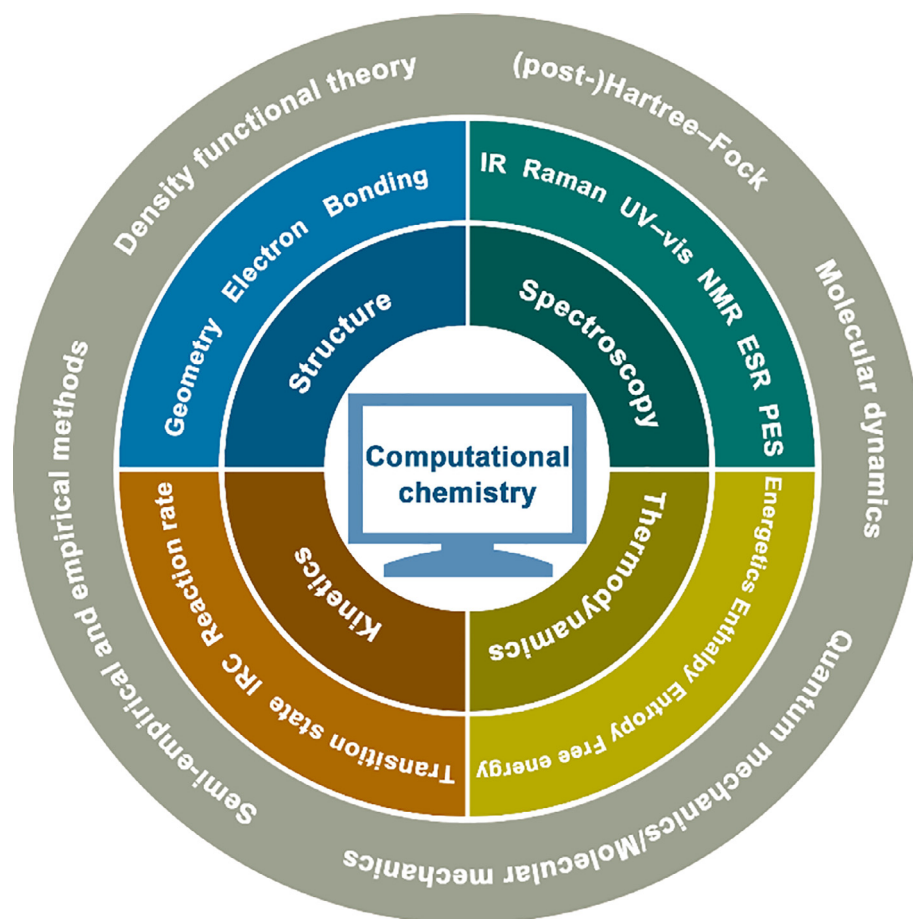 Density functional theory
(post-)Hartree–Fock
Molecular dynamics
Quantum mechanics/Molecular mechanics
Semi-empirical and empirical methods
Geometry Electron Bonding
IR Raman UV–vis NMR ESR PES
Energetics Enthalpy Entropy Free energy
Transition state IRC Reaction rate
Structure
Spectroscopy
Thermodynamics
Kinetics
Computational
chemistry